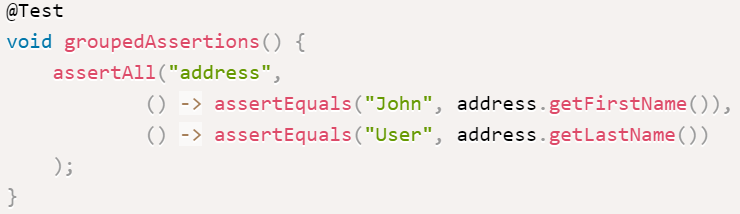 @Test
void groupedAssertions() {
    assertAll("address",
            () -> assertEquals("John", address.getFirstName()),
            () -> assertEquals("User", address.getLastName())
    );
}